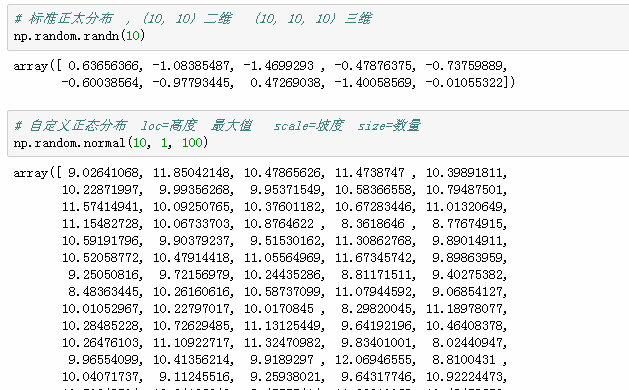 # 标准正太分布 , (10, 10) 二维  (10, 10, 10) 三维
np.random.randn(10)
array([ 0.63656366, -1.08385487, -1.4699293 , -0.47876375, -0.73759889,
-0.60038564, -0.97793445, 0.47269038, -1.40058569, -0.01055322])
# 自定义正态分布 loc=高度 最大值  scale=坡度 size=数量
np.random.normal(10, 1, 100)
array([ 9.02641068, 11.85042148, 10.47865626, 11.4738747 , 10.39891811,
10.22871997, 9.99356268, 9.95371549, 10.58366558, 10.79487501,
11.57414941, 10.09250765, 10.37601182, 10.67283446, 11.01320649,
11.15482728, 10.06733703, 10.8764622 , 8.3618646 , 8.77674915,
10.59191796, 9.90379237, 9.51530162, 11.30862768, 9.89014911,
10.52058772, 10.47914418, 11.05564969, 11.67345742, 9.89863959,
9.25050816, 9.72156979, 10.24435286, 8.81171511, 9.40275382,
8.48363445, 10.26160616, 10.58737099, 11.07944592, 9.06854127,
10.01052967, 10.22797017, 10.0170845 , 8.29820045, 11.18978077,
10.28485228, 10.72629485, 11.13125449, 9.64192196, 10.46408378,
10.26476103, 11.10922717, 11.32470982, 9.83401001, 8.02440947,
9.96554099, 10.41356214, 9.9189297 , 12.06946555, 8.8100431 ,
10.04071737, 9.11245516, 9.25938021, 9.64317746, 10.92224473,